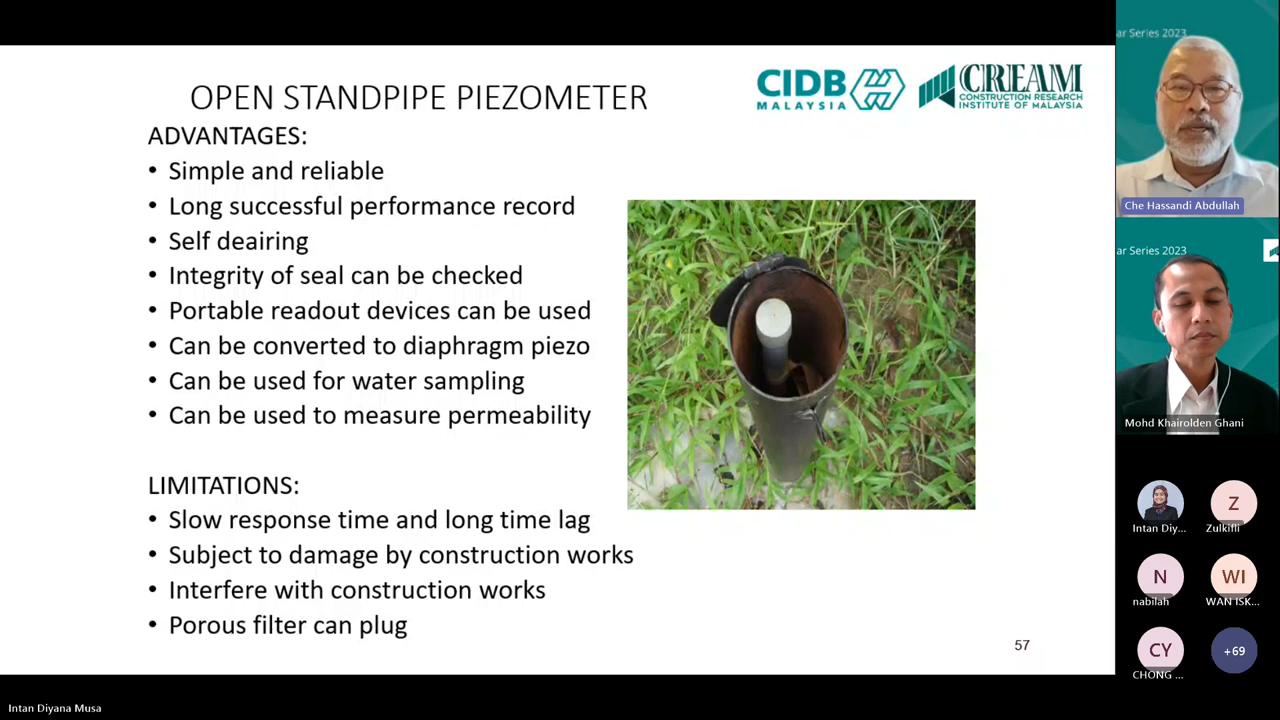 OPEN STANDPIPE PIEZOMETER
CIDB
MALAYSIA
CREAM
CONSTRUCTION RESEARCH
INSTITUTE OF MALAYSIA
ADVANTAGES:
• Simple and reliable
• Long successful performance record
• Self deairing
• Integrity of seal can be checked
• Portable readout devices can be used
• Can be converted to diaphragm piezo
• Can be used for water sampling
• Can be used to measure permeability
LIMITATIONS:
• Slow response time and long time lag
• Subject to damage by construction works
• Interfere with construction works
• Porous filter can plug
57
ar Series 2023
Che Hassandi Abdullah
ar Series 2023
Mohd Khairolden Ghani
Intan Diy...
Z
Zulkifli
N
nabilah
WI
WAN ISK...
CY
CHONG ...
+69
Intan Diyana Musa